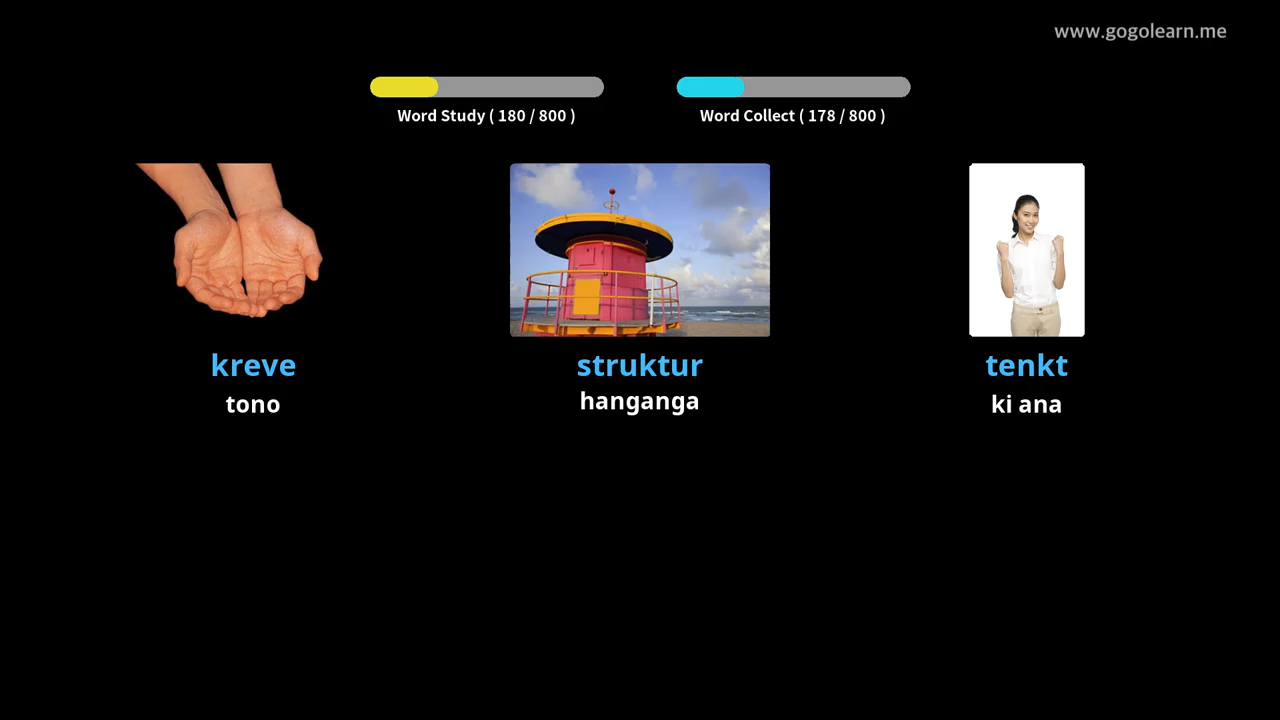 www.gogolearn.me
Word Study ( 180 / 800 )
Word Collect ( 178 / 800 )
kreve
struktur
tenkt
tono
hanganga
ki ana